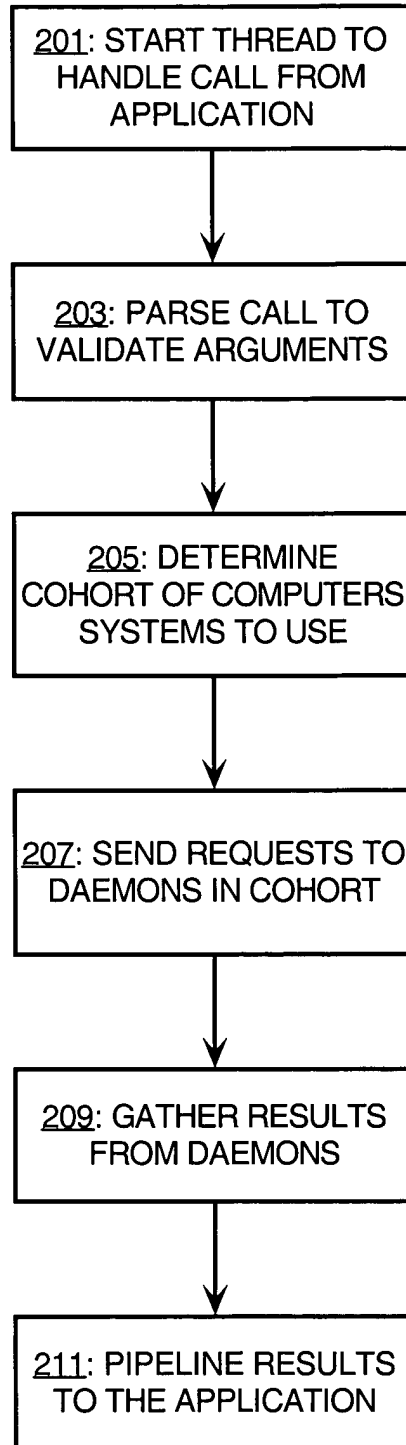 201: START THREAD TO
HANDLE CALL FROM
APPLICATION
203: PARSE CALL TO
VALIDATE ARGUMENTS
205: DETERMINE
COHORT OF COMPUTERS
SYSTEMS TO USE
207: SEND REQUESTS TO
DAEMONS IN COHORT
209: GATHER RESULTS
FROM DAEMONS
211: PIPELINE RESULTS
TO THE APPLICATION